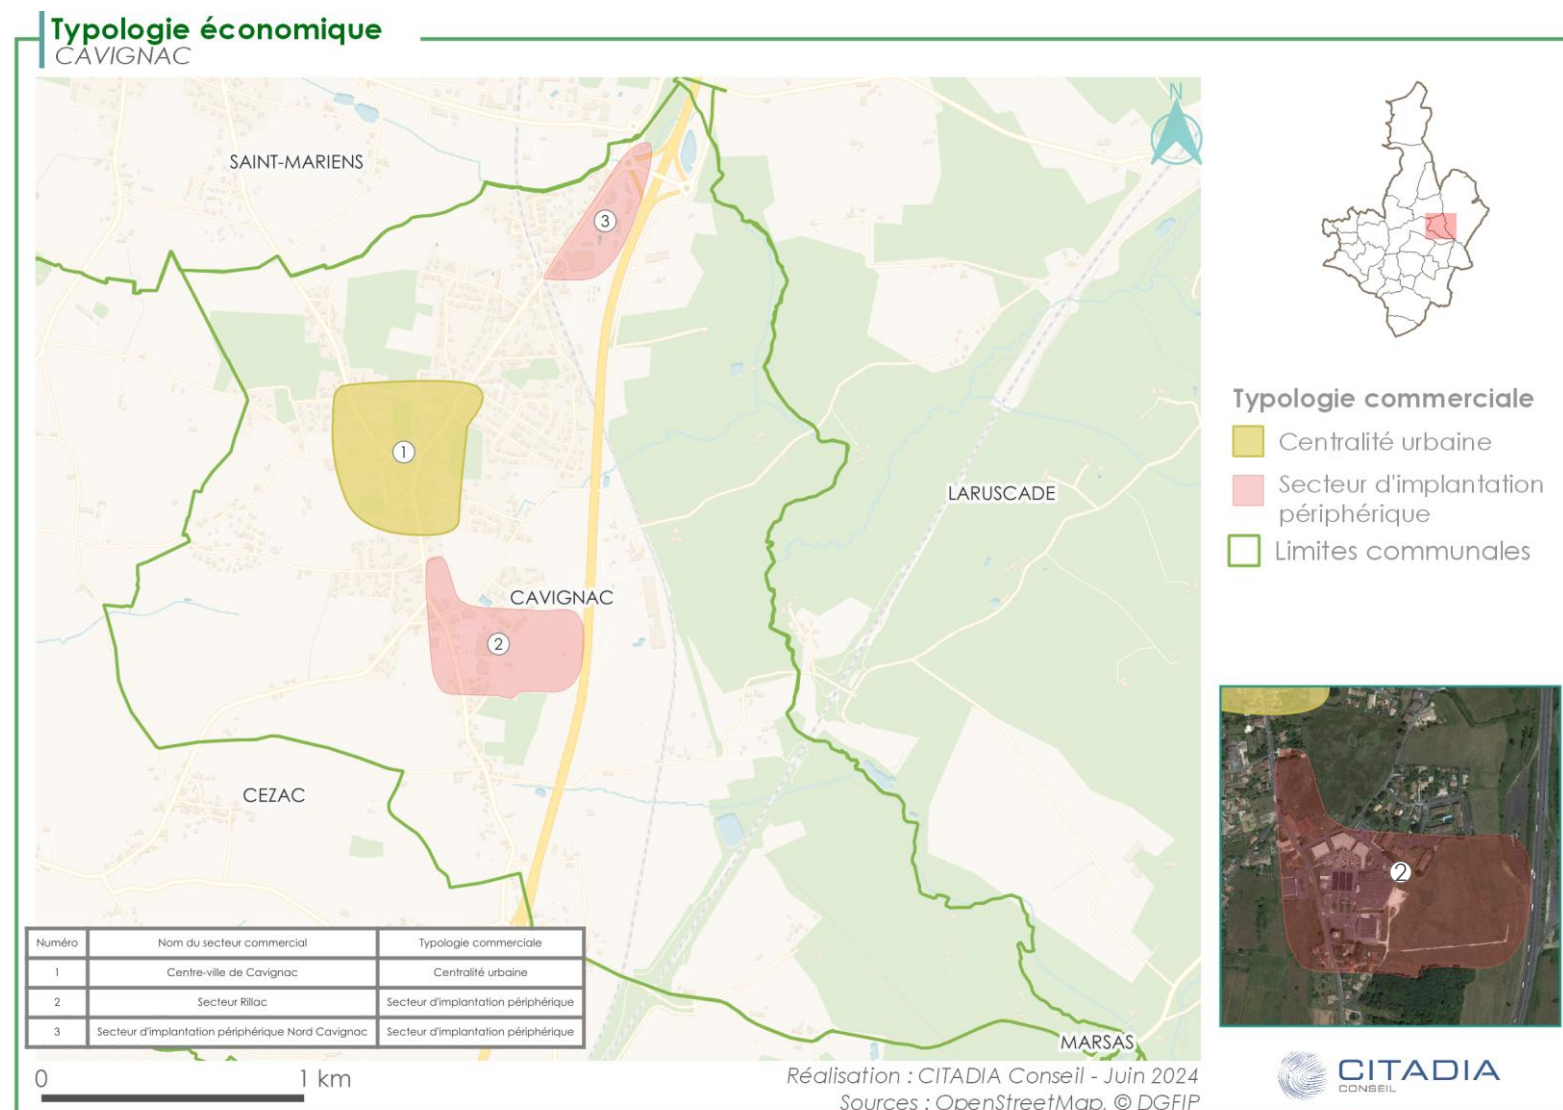 Typologie économique
CAVIGNAC
N
SAINT-MARIENS
3
1
LARUSCADE
CAVIGNAC
2
CEZAC
MARSAS
Typologie commerciale
Centralité urbaine
Secteur d'implantation
périphérique
Limites communales
2
Numéro Nom du secteur commercial Typologie commerciale
1 Centre-ville de Cavignac Centralité urbaine
2 Secteur Rillac Secteur d'implantation périphérique
3 Secteur d'implantation périphérique Nord Cavignac Secteur d'implantation périphérique
0 1 km
Réalisation : CITADIA Conseil - Juin 2024
Sources : OpenStreetMap, © DGFIP
CITADIA
CONSEIL